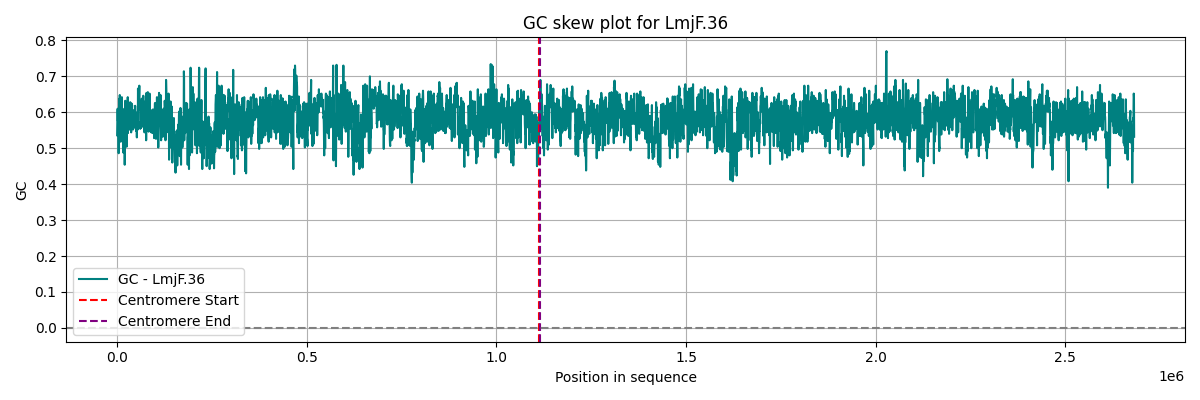 GC skew plot for LmjF.36
0.8
0.7
0.6
0.5
0.4
0.3
0.2
0.1
0.0
GC
GC - LmjF.36
Centromere Start
Centromere End
0.0 0.5 1.0 1.5 2.0 2.5
1e6
Position in sequence